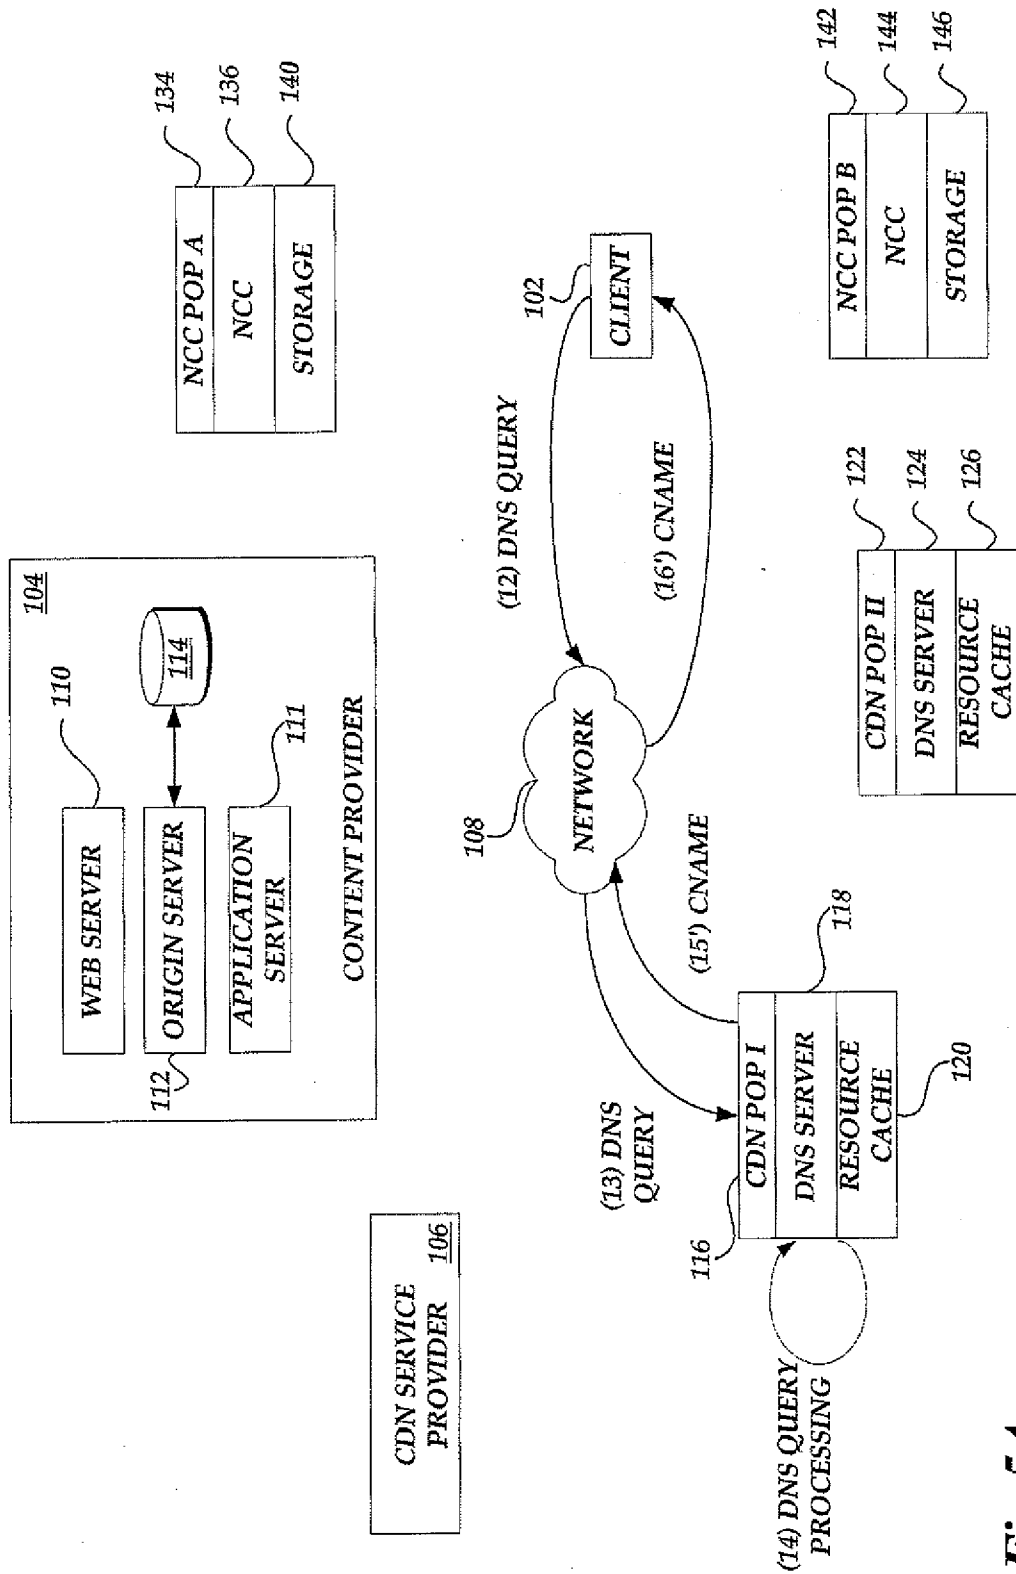 104
WEB SERVER
110
ORIGIN SERVER
112
114
APPLICATION
SERVER
111
CONTENT PROVIDER
CDN SERVICE
PROVIDER
106
NCC POP A
134
NCC
136
STORAGE
140
(12) DNS QUERY
102
CLIENT
(16') CNAME
108
NETWORK
(13) DNS
QUERY
(15') CNAME
116
CDN POP I
DNS SERVER
118
RESOURCE
CACHE
120
(14) DNS QUERY
PROCESSING
CDN POP II
122
DNS SERVER
124
RESOURCE
CACHE
126
NCC POP B
142
NCC
144
STORAGE
146